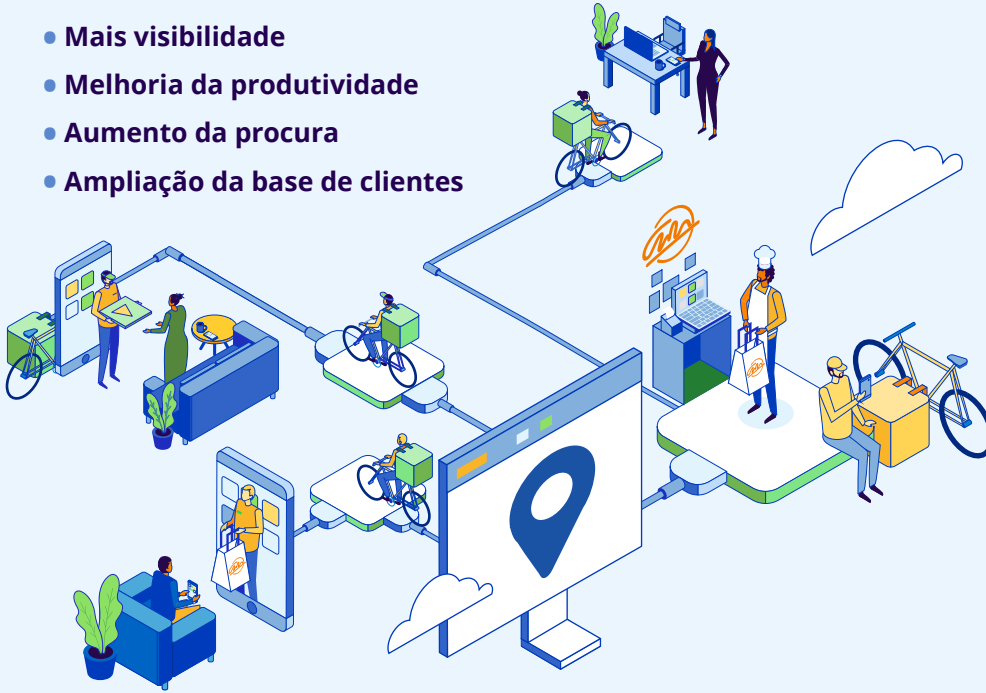 Mais visibilidade
Melhoria da produtividade
Aumento da procura
Ampliação da base de clientes